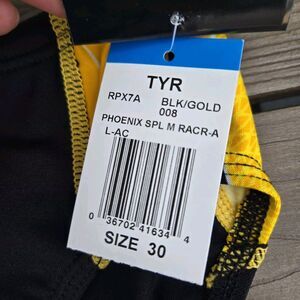 TYR
RPX7A BLK/GOLD
008
PHOENIX SPL M RACR-A
L-AC
0 36702 41634 4
SIZE 30